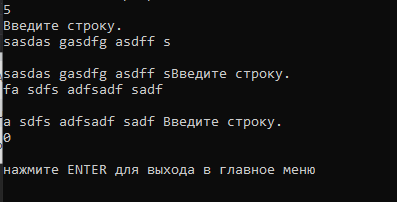 5
Введите строку.
sasdas gasdfg asdff s
sasdas gasdfg asdff sВведите строку.
fa sdfs adfsadf sadf
a sdfs adfsadf sadf Введите строку.
0
нажмите ENTER для выхода в главное меню